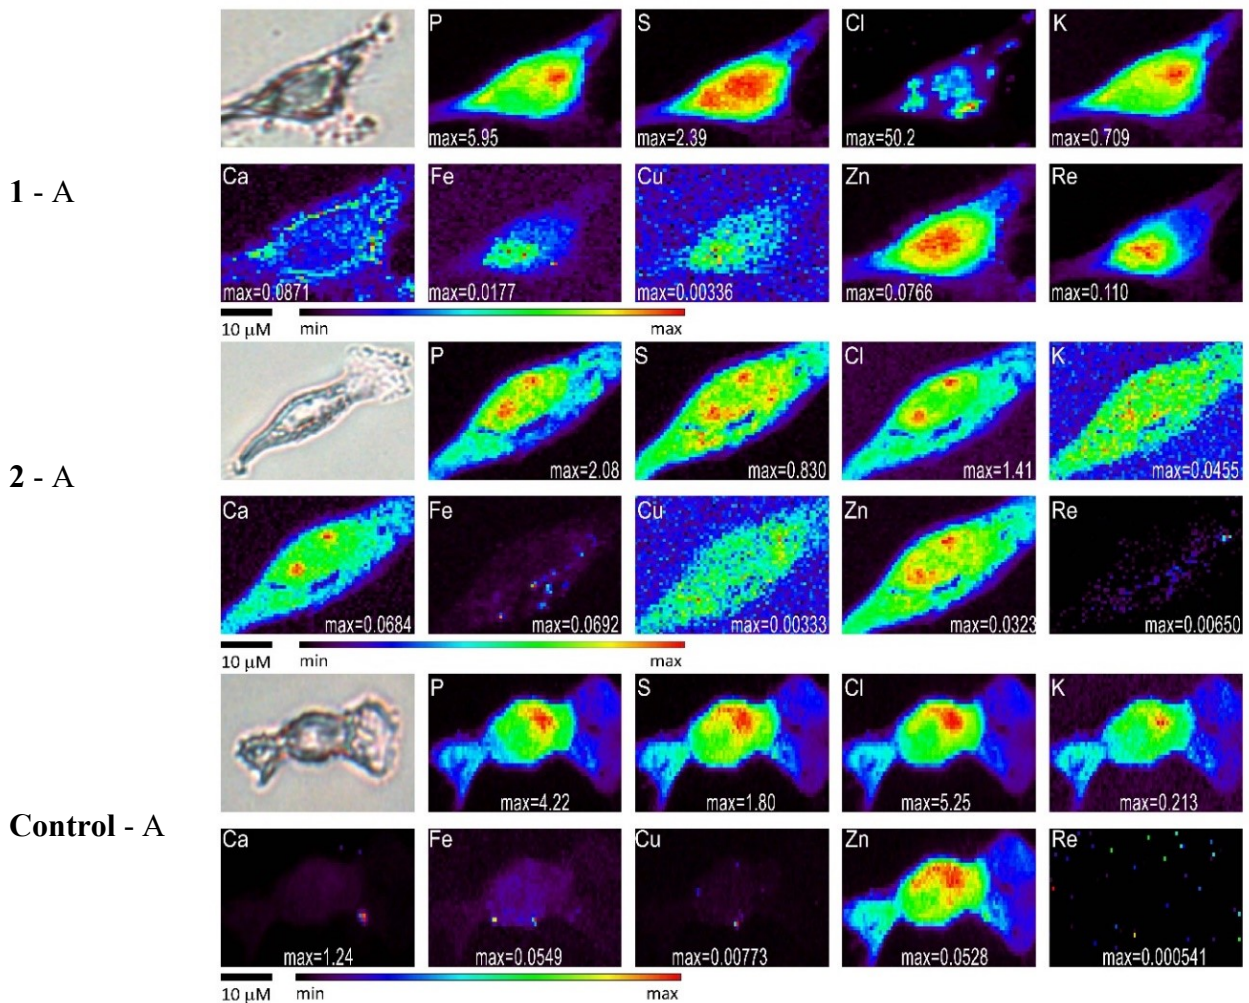 P
S
Cl
K
max=5.95
max=2.39
max=50.2
max=0.709
1 - A
Ca
Fe
Cu
Zn
Re
max=0.0871
max=0.0177
max=0.00336
max=0.0766
max=0.110
10 μM
min
max
P
S
Cl
K
max=2.08
max=0.830
max=1.41
max=0.0455
2 - A
Ca
Fe
Cu
Zn
Re
max=0.0684
max=0.0692
max=0.00333
max=0.0323
max=0.00650
10 μM
min
max
P
S
Cl
K
max=4.22
max=1.80
max=5.25
max=0.213
Control - A
Ca
Fe
Cu
Zn
Re
max=1.24
max=0.0549
max=0.00773
max=0.0528
max=0.000541
10 μM
min
max